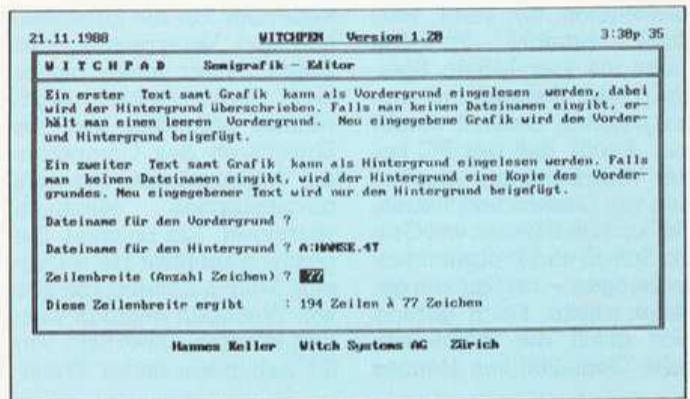 21.11.1988 WITCHPEN Version 1.20 3:38p 35
W I T C H P A D Semigrafik - Editor
Ein erster Text samt Grafik kann als Vordergrund eingelesen werden, dabei
wird der Hintergrund überschrieben. Falls man keinen Dateinamen eingibt, er-
hält man einen leeren Vordergrund. Neu eingegebene Grafik wird dem Vorder-
und Hintergrund beigefügt.
Ein zweiter Text samt Grafik kann als Hintergrund eingelesen werden. Falls
man keinen Dateinamen eingibt, wird der Hintergrund eine Kopie des Vorder-
grundes. Neu eingegebener Text wird nur dem Hintergrund beigefügt.
Dateiname für den Vordergrund ?
Dateiname für den Hintergrund ? A:HANSE.4T
Zeilenbreite (Anzahl Zeichen) ? 77
Diese Zeilenbreitr ergibt : 194 Zeilen à 77 Zeichen
Hannes Keller Witch Systems AG Zürich